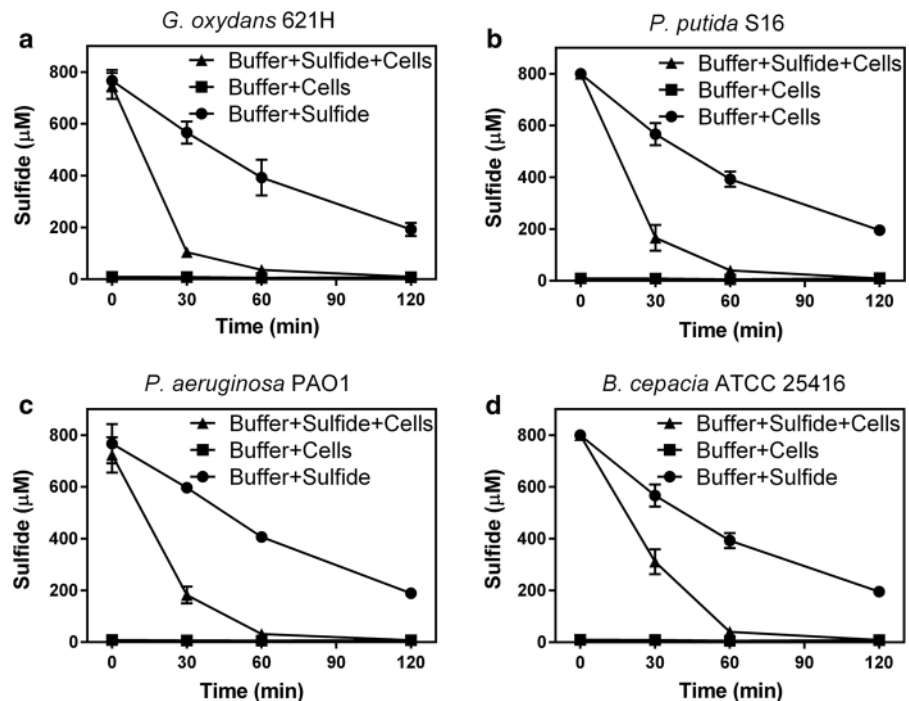 G. oxydans 621H
a
Buffer+Sulfide+Cells
Buffer+Cells
Buffer+Sulfide
800
600
400
200
0
Sulfide (μM)
0 30 60 90 120
Time (min)
P. putida S16
b
Buffer+Sulfide+Cells
Buffer+Cells
Buffer+Cells
800
600
400
200
0
Sulfide (μM)
0 30 60 90 120
Time (min)
P. aeruginosa PAO1
c
Buffer+Sulfide+Cells
Buffer+Cells
Buffer+Sulfide
800
600
400
200
0
Sulfide (μM)
0 30 60 90 120
Time (min)
B. cepacia ATCC 25416
d
Buffer+Sulfide+Cells
Buffer+Cells
Buffer+Sulfide
800
600
400
200
0
Sulfide (μM)
0 30 60 90 120
Time (min)